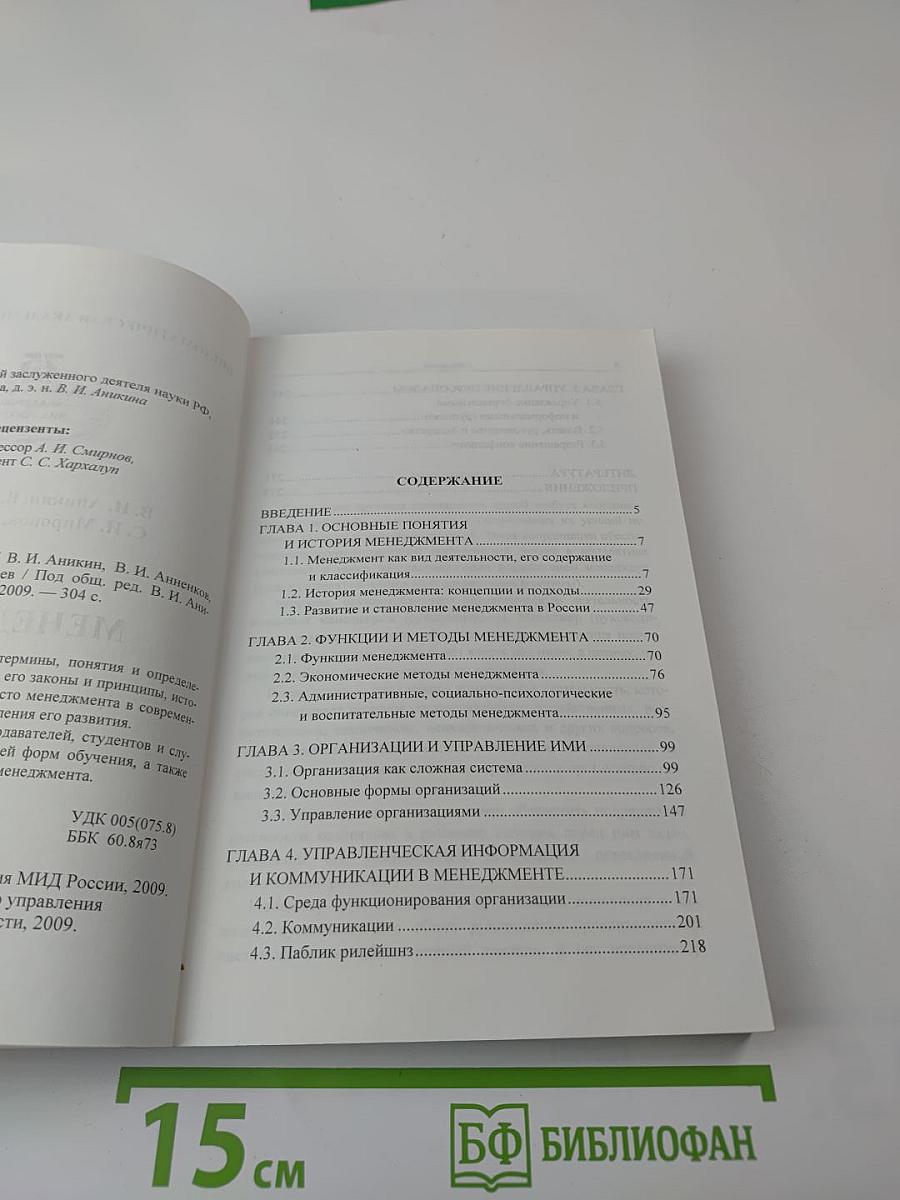 й заслуженного деятеля науки РФ,
а, д. э. н. В. И. Аникина
цензенты:
ессор А. И. Смирнов,
ент С. С. Хархалуп
В. И. Аникин, В. И. Анненков,
ев / Под общ. ред. В. И. Ани-
2009. — 304 с.
термины, понятия и определе-
его законы и принципы, исто-
сто менеджмента в современ-
ления его развития.
одавателей, студентов и слу-
ей форм обучения, а также
менеджмента.
УДК 005(075.8)
ББК 60.8я73
ия МИД России, 2009.
управления
сти, 2009.
СОДЕРЖАНИЕ
ВВЕДЕНИЕ 5
ГЛАВА 1. ОСНОВНЫЕ ПОНЯТИЯ
И ИСТОРИЯ МЕНЕДЖМЕНТА 7
1.1. Менеджмент как вид деятельности, его содержание
и классификация 7
1.2. История менеджмента: концепции и подходы 29
1.3. Развитие и становление менеджмента в России 47
ГЛАВА 2. ФУНКЦИИ И МЕТОДЫ МЕНЕДЖМЕНТА 70
2.1. Функции менеджмента 70
2.2. Экономические методы менеджмента 76
2.3. Административные, социально-психологические
и воспитательные методы менеджмента 95
ГЛАВА 3. ОРГАНИЗАЦИИ И УПРАВЛЕНИЕ ИМИ 99
3.1. Организация как сложная система 99
3.2. Основные формы организаций 126
3.3. Управление организациями 147
ГЛАВА 4. УПРАВЛЕНЧЕСКАЯ ИНФОРМАЦИЯ
И КОММУНИКАЦИИ В МЕНЕДЖМЕНТЕ 171
4.1. Среда функционирования организации 171
4.2. Коммуникации 201
4.3. Паблик рилейшнз 218
15 см
БФ БИБЛИОФАН